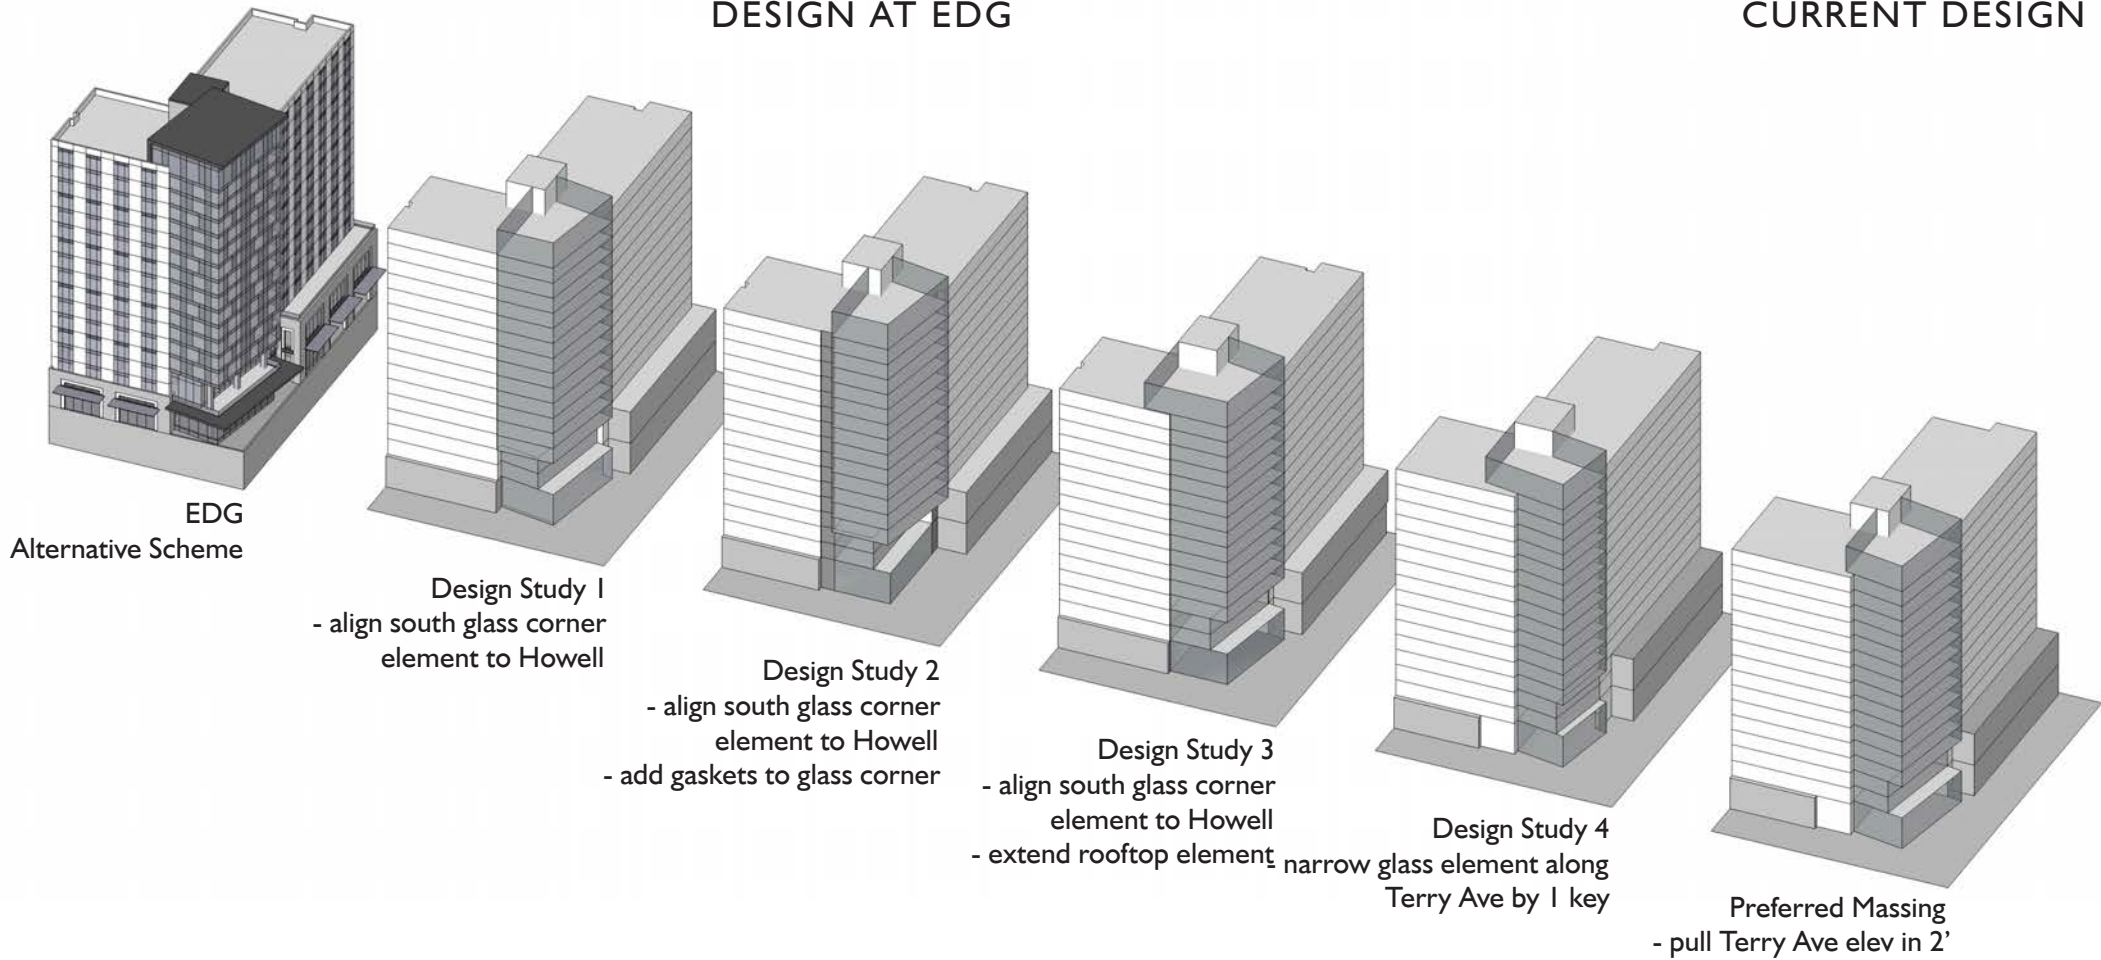 DESIGN AT EDG
CURRENT DESIGN
EDG
Alternative Scheme
Design Study 1
- align south glass corner
element to Howell
Design Study 2
- align south glass corner
element to Howell
- add gaskets to glass corner
Design Study 3
- align south glass corner
element to Howell
- extend rooftop element
Design Study 4
- narrow glass element along
Terry Ave by 1 key
Preferred Massing
- pull Terry Ave elev in 2'